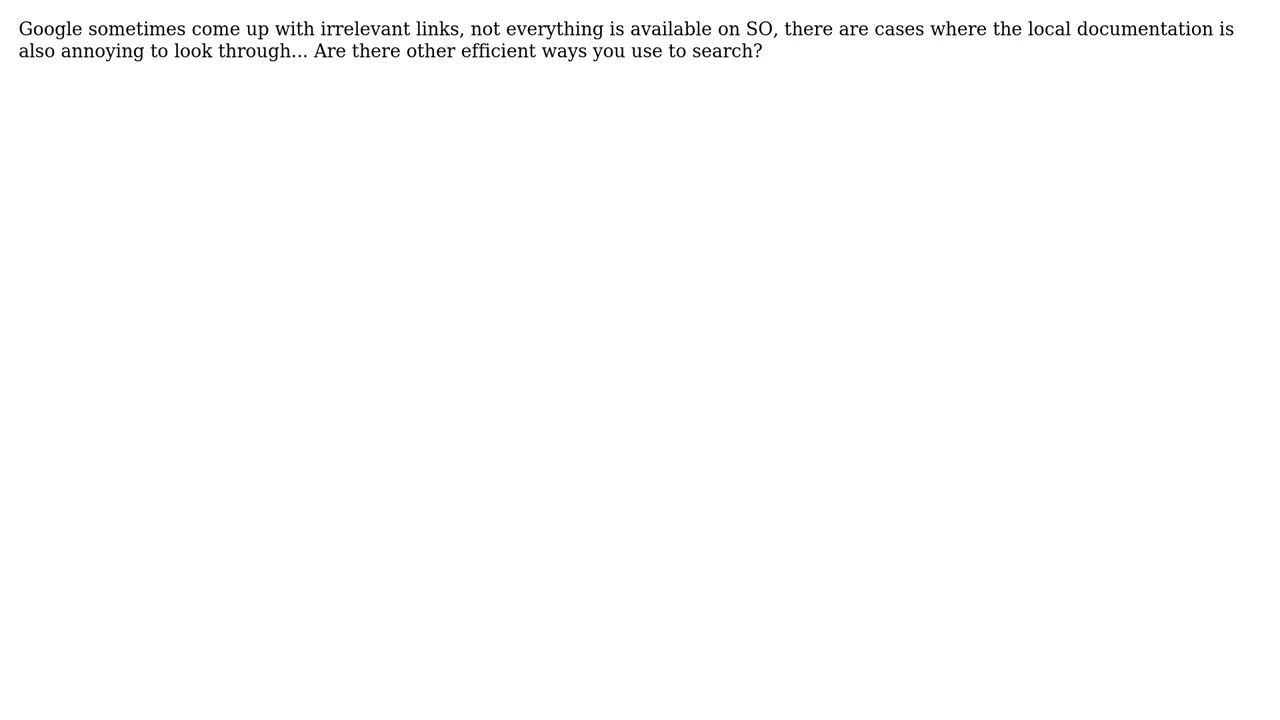 Google sometimes come up with irrelevant links, not everything is available on SO, there are cases where the local documentation is
also annoying to look through... Are there other efficient ways you use to search?